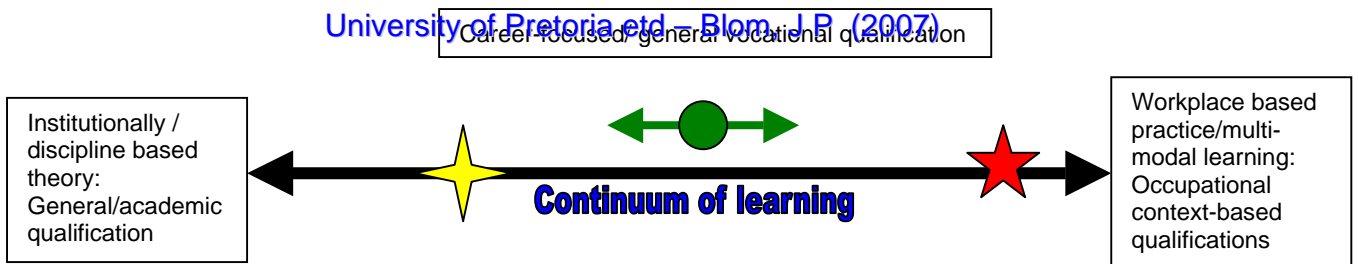 University of Pretoria etd – Blom, J P (2007)
Career-focused/ general vocational qualification
Institutionally /
discipline based
theory:
General/academic
qualification
Continuum of learning
Workplace based
practice/multi-
modal learning:
Occupational
context-based
qualifications